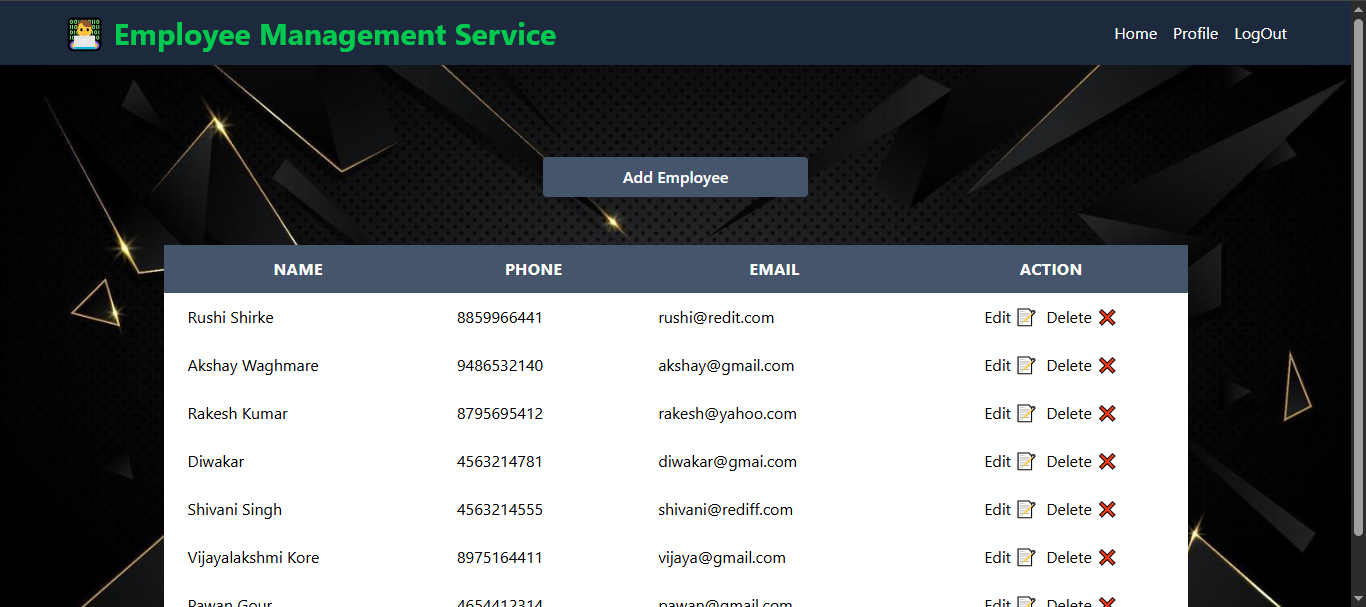 Employee Management Service
Home Profile LogOut
Add Employee
NAME PHONE EMAIL ACTION
Rushi Shirke 8859966441 rushi@redit.com Edit Delete
Akshay Waghmare 9486532140 akshay@gmail.com Edit Delete
Rakesh Kumar 8795695412 rakesh@yahoo.com Edit Delete
Diwakar 4563214781 diwakar@gmai.com Edit Delete
Shivani Singh 4563214555 shivani@rediff.com Edit Delete
Vijayalakshmi Kore 8975164411 vijaya@gmail.com Edit Delete
Pawan Gour 4654412314 pawan@gmail.com Edit Delete